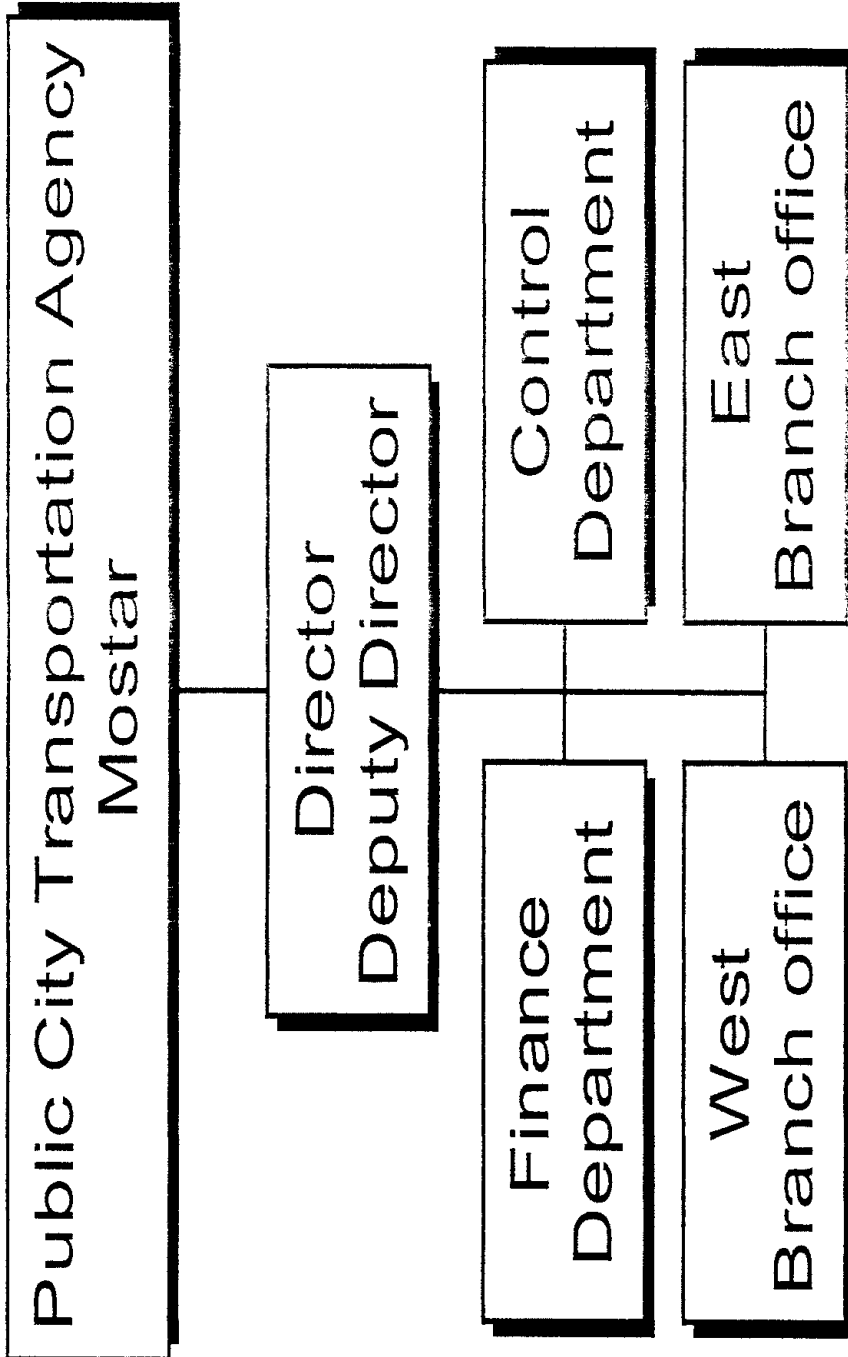 Public City Transportation Agency
Mostar
Director
Deputy Director
Finance
Department
Control
Department
West
Branch office
East
Branch office